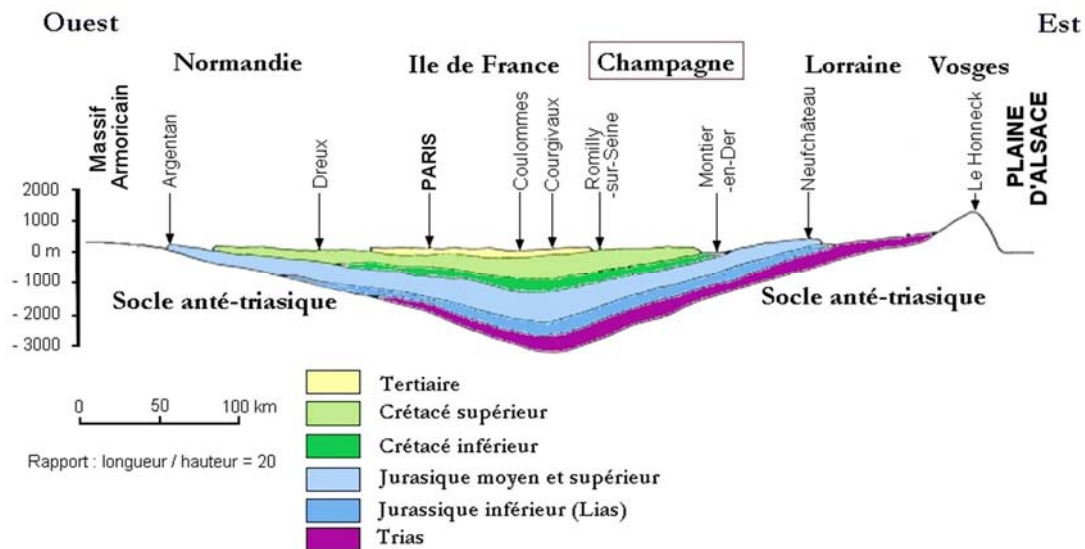 Ouest
Est
Normandie
Ile de France
Champagne
Lorraine
Vosges
Massif
Armoricain
Argentan
Dreux
PARIS
Coulommes
Courgivaux
Romilly
-sur-Seine
Montier
-en-Der
Neufchâteau
Le Honneck
PLAINE
D'ALSACE
2000
1000
0 m
- 1000
- 2000
- 3000
Socle anté-triasique
Socle anté-triasique
0 50 100 km
Rapport : longueur / hauteur = 20
Tertiaire
Crétacé supérieur
Crétacé inférieur
Jurasique moyen et supérieur
Jurassique inférieur (Lias)
Trias